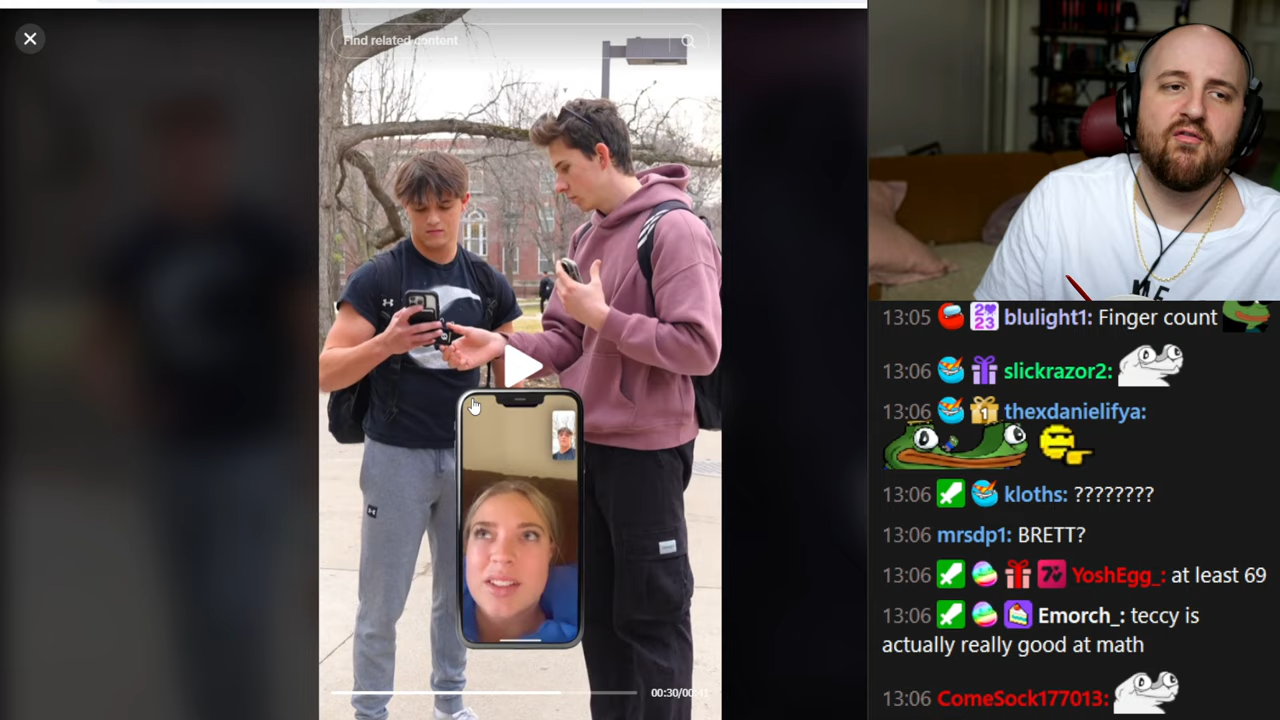 Find related content
00:30/00:41
ME
13:05 blulight1: Finger count
13:06 slickrazor2:
13:06 thexdanielifya:
13:06 kloths: ????????
13:06 mrsdp1: BRETT?
13:06 YoshEgg_: at least 69
13:06 Emorch_: teccy is
actually really good at math
13:06 ComeSock177013: